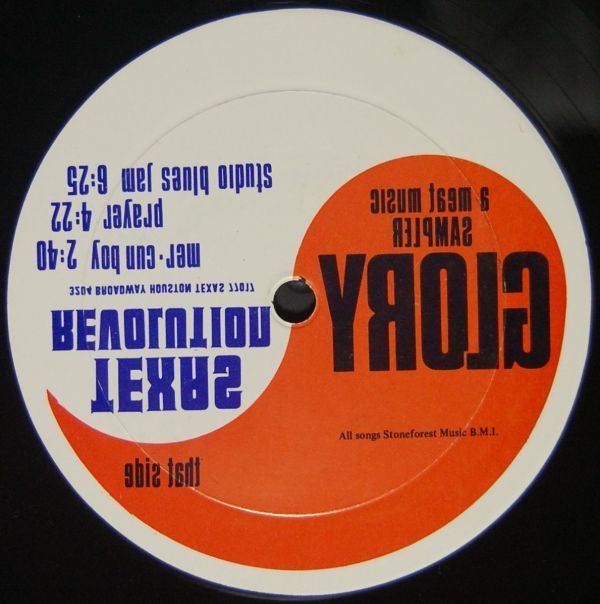 that side
GLORY
SAMPLER
a meat music
TEXAS
REVOLUTION
3204 BROADWAY HOUSTON TEXAS 77017
mer·cun boy 2:40
prayer 4:22
studio blues jam 6:25
All songs Stoneforest Music B.M.I.